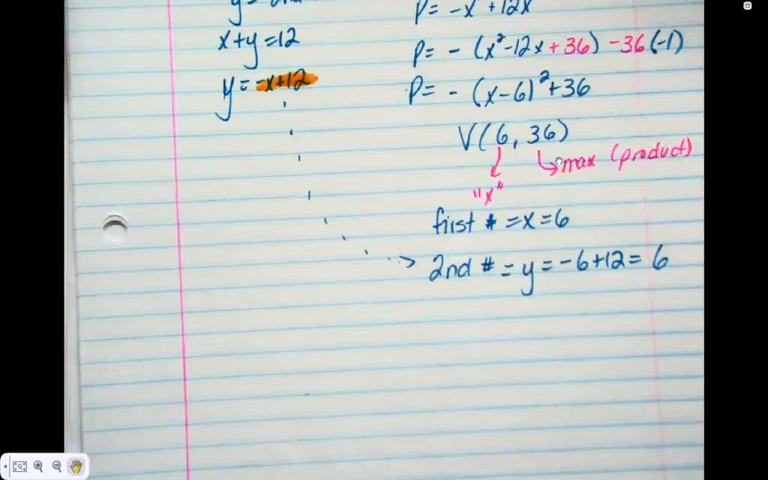 x+y=12
y=-x+12
P= -x²+12x
P= - (x²-12x+36) -36(-1)
P= - (x-6)²+36
V(6, 36)
max (product)
"x"
first # =x=6
2nd # = y = -6+12= 6